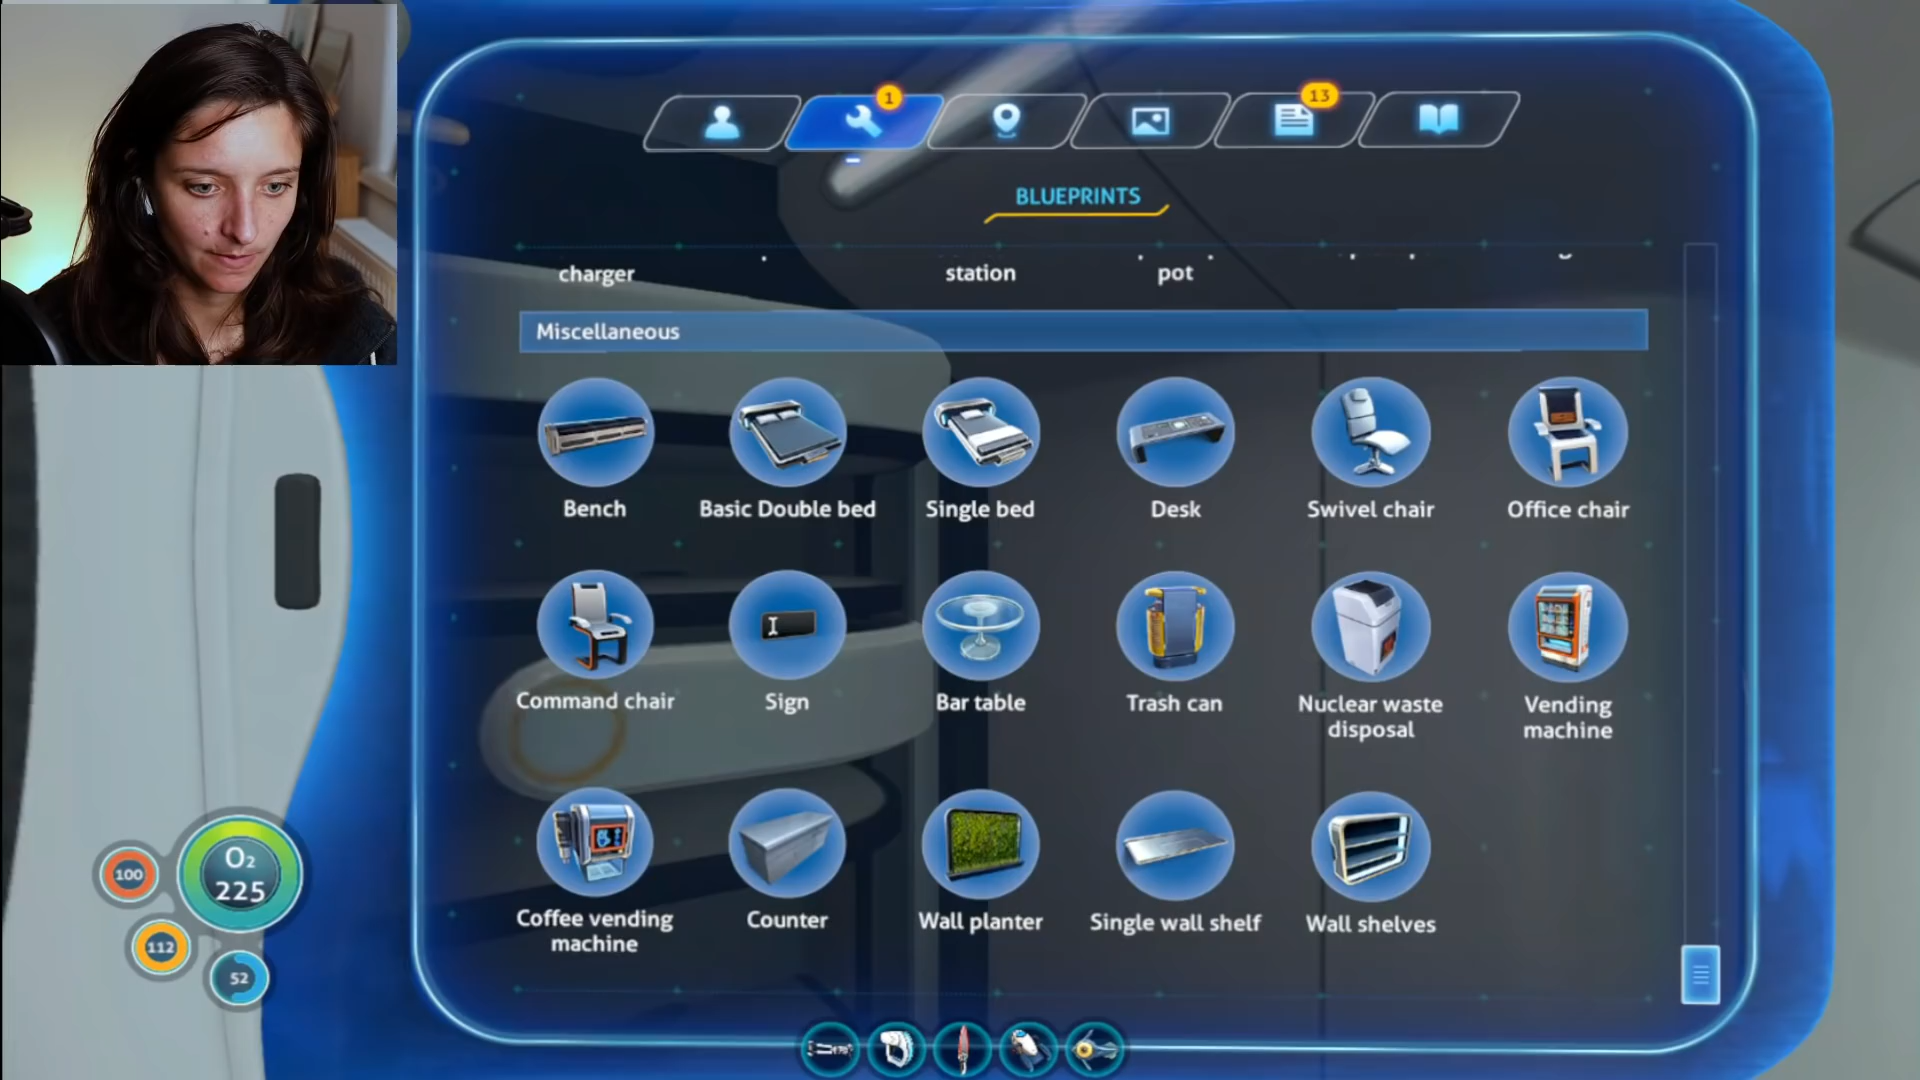 1
13
BLUEPRINTS
charger
station
pot
Miscellaneous
Bench
Basic Double bed
Single bed
Desk
Swivel chair
Office chair
Command chair
Sign
Bar table
Trash can
Nuclear waste
disposal
Vending
machine
Coffee vending
machine
Counter
Wall planter
Single wall shelf
Wall shelves
O₂
225
100
112
52